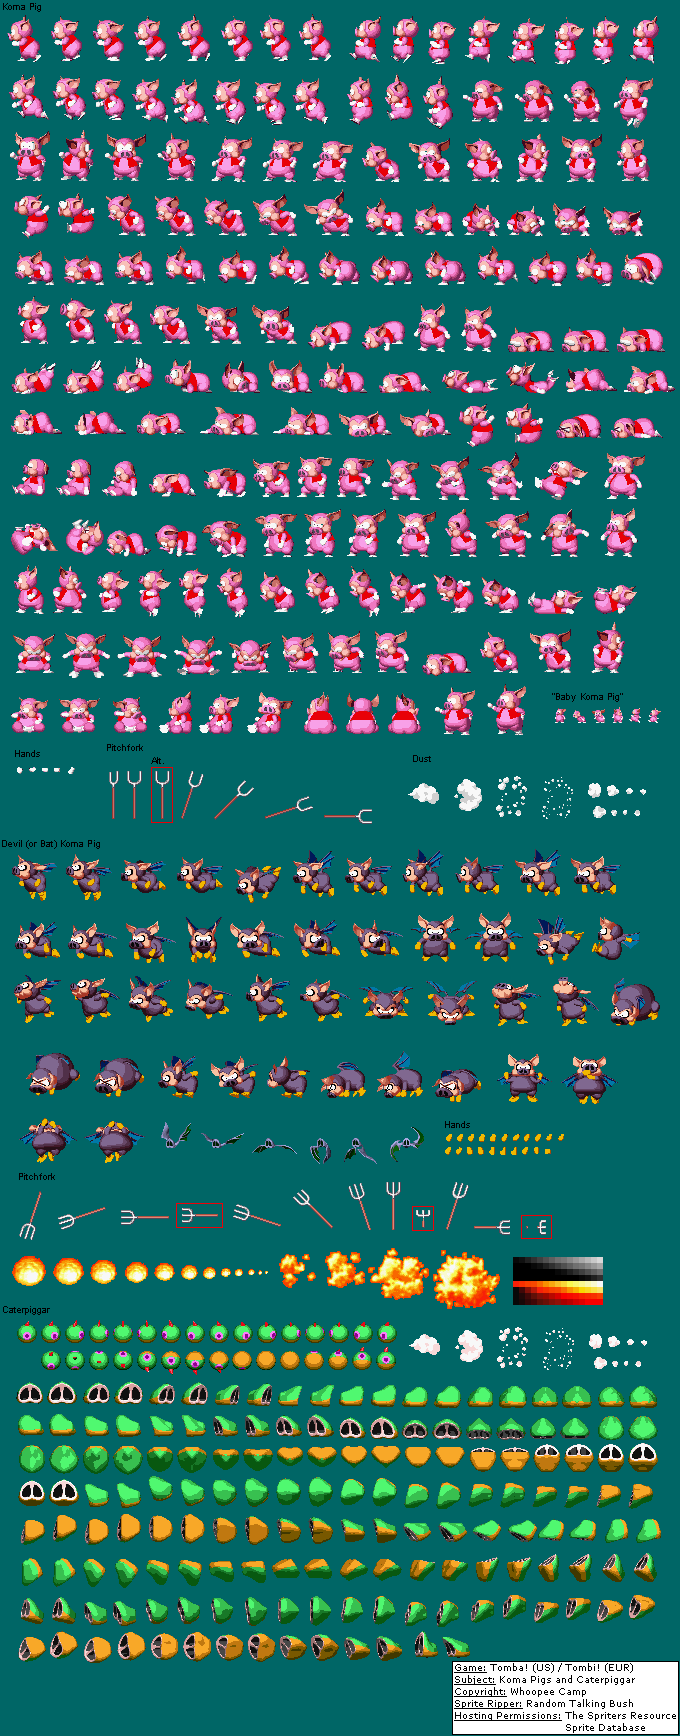 Koma Pig
"Baby Koma Pig"
Hands
Pitchfork
Alt.
Dust
Devil (or Bat) Koma Pig
Hands
Pitchfork
Caterpiggar
Game: Tomba! (US) / Tombi! (EUR)
Subject: Koma Pigs and Caterpiggar
Copyright: Whoopee Camp
Sprite Ripper: Random Talking Bush
Hosting Permissions: The Spriters Resource
Sprite Database